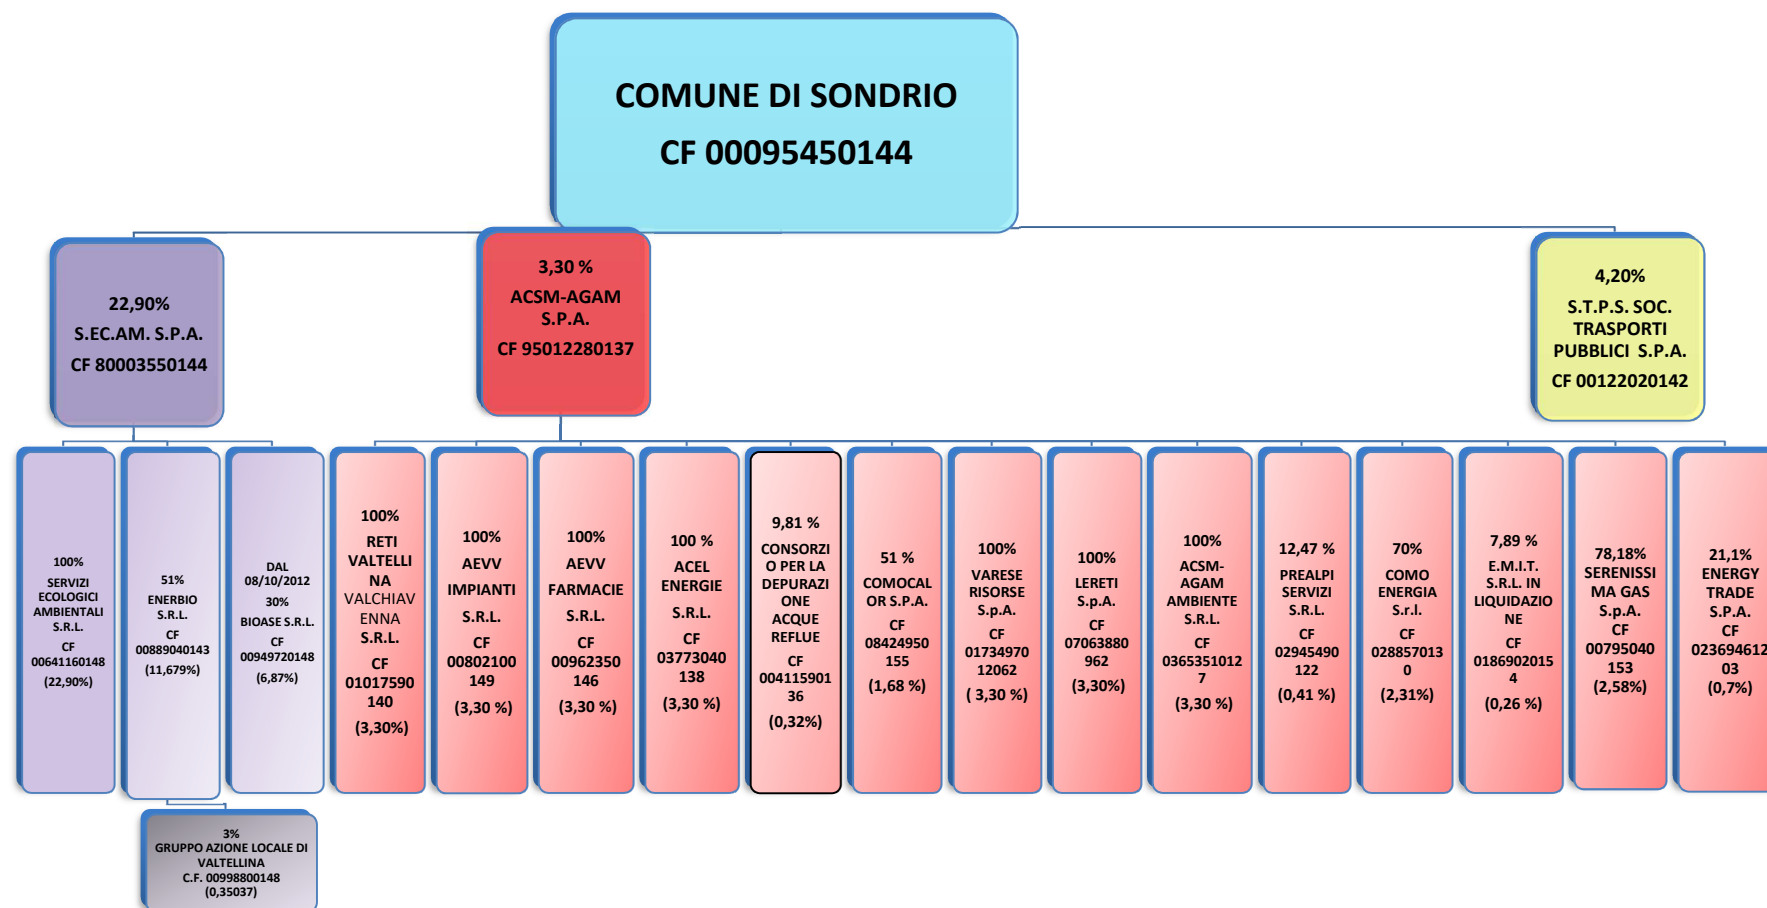 COMUNE DI SONDRIO
CF 00095450144
22,90%
S.EC.AM. S.P.A.
CF 80003550144
3,30 %
ACSM-AGAM
S.P.A.
CF 95012280137
4,20%
S.T.P.S. SOC.
TRASPORTI
PUBBLICI S.P.A.
CF 00122020142
100%
SERVIZI
ECOLOGICI
AMBIENTALI
S.R.L.
CF
00641160148
(22,90%)
51%
ENERBIO
S.R.L.
CF
00889040143
(11,679%)
DAL
08/10/2012
30%
BIOASE S.R.L.
CF
00949720148
(6,87%)
100%
RETI
VALTELLI
NA
VALCHIAV
ENNA
S.R.L.
CF
01017590
140
(3,30%)
100%
AEVV
IMPIANTI
S.R.L.
CF
00802100
149
(3,30 %)
100%
AEVV
FARMACIE
S.R.L.
CF
00962350
146
(3,30 %)
100 %
ACEL
ENERGIE
S.R.L.
CF
03773040
138
(3,30 %)
9,81 %
CONSORZI
O PER LA
DEPURAZI
ONE
ACQUE
REFLUE
CF
004115901
36
(0,32%)
51 %
COMOCAL
OR S.P.A.
CF
08424950
155
(1,68 %)
100%
VARESE
RISORSE
S.p.A.
CF
0173497０
12062
( 3,30 %)
100%
LERETI
S.p.A.
CF
07063880
962
(3,30%)
100%
ACSM-
AGAM
AMBIENTE
S.R.L.
CF
0365351012
7
(3,30 %)
12,47 %
PREALPI
SERVIZI
S.R.L.
CF
02945490
122
(0,41 %)
70%
COMO
ENERGIA
S.r.l.
CF
028857013
0
(2,31%)
7,89 %
E.M.I.T.
S.R.L. IN
LIQUIDAZIO
NE
CF
0186902015
4
(0,26 %)
78,18%
SERENISSI
MA GAS
S.p.A.
CF
00795040
153
(2,58%)
21,1%
ENERGY
TRADE
S.P.A.
CF
023694612
03
(0,7%)
3%
GRUPPO AZIONE LOCALE DI
VALTELLINA
C.F. 00998800148
(0,35037)